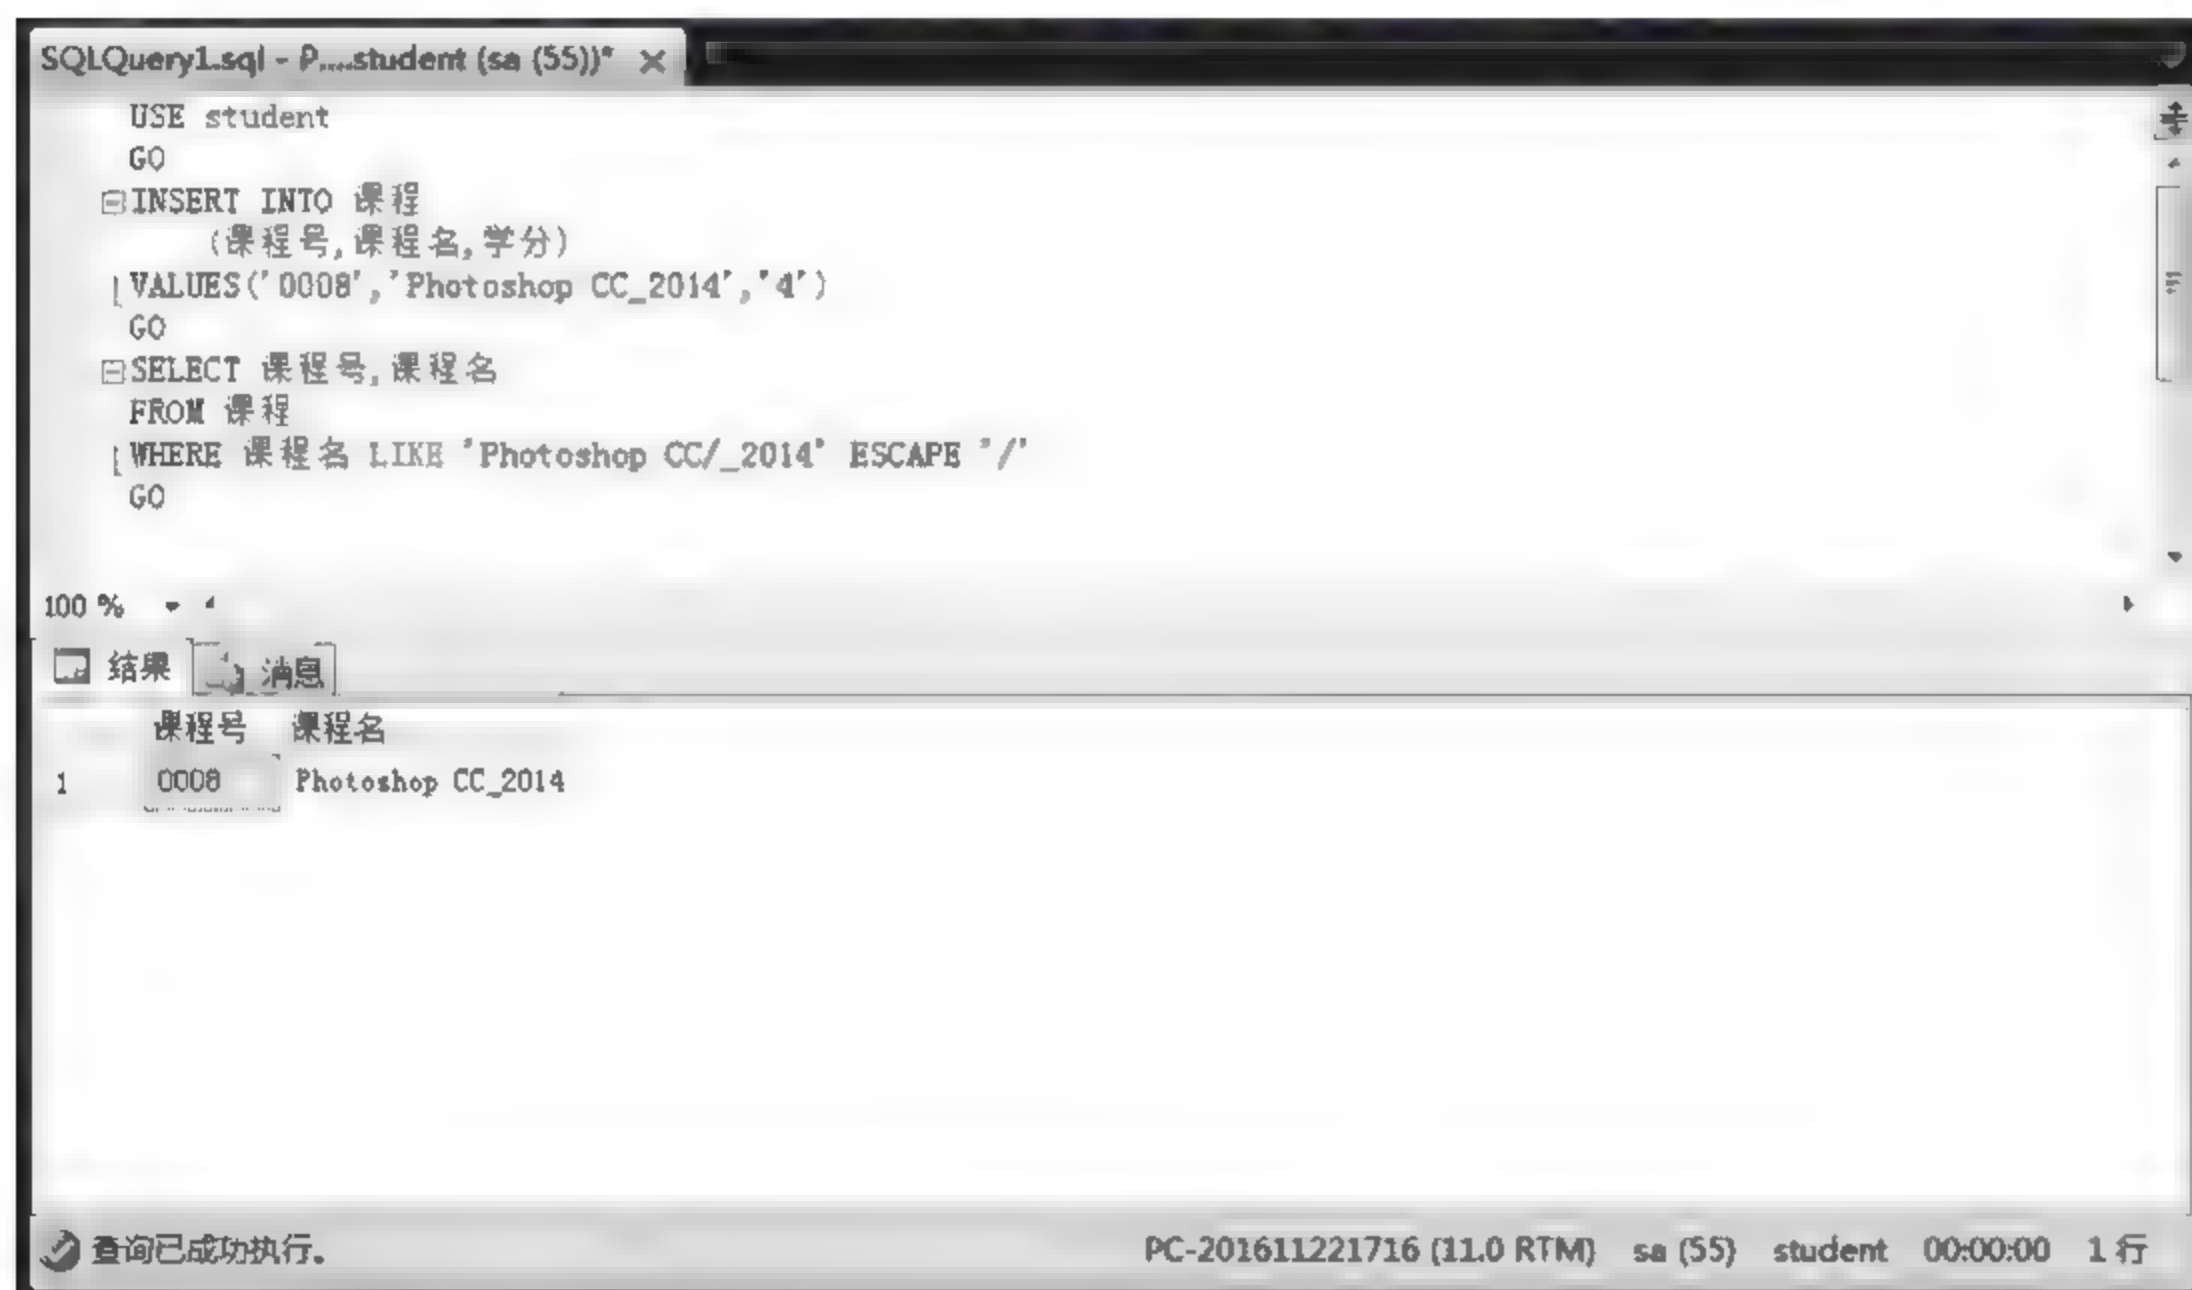 SQLQuery1.sql - P....student (sa (55))* ×
USE student
GO
INSERT INTO 课程
(课程号,课程名,学分)
VALUES('0008','Photoshop CC_2014','4')
GO
SELECT 课程号,课程名
FROM 课程
WHERE 课程名 LIKE 'Photoshop CC/_2014' ESCAPE '/'
GO
100 %
结果 消息
课程号 课程名
1 0008 Photoshop CC_2014
查询已成功执行。 PC-201611221716 (11.0 RTM) sa (55) student 00:00:00 1 行